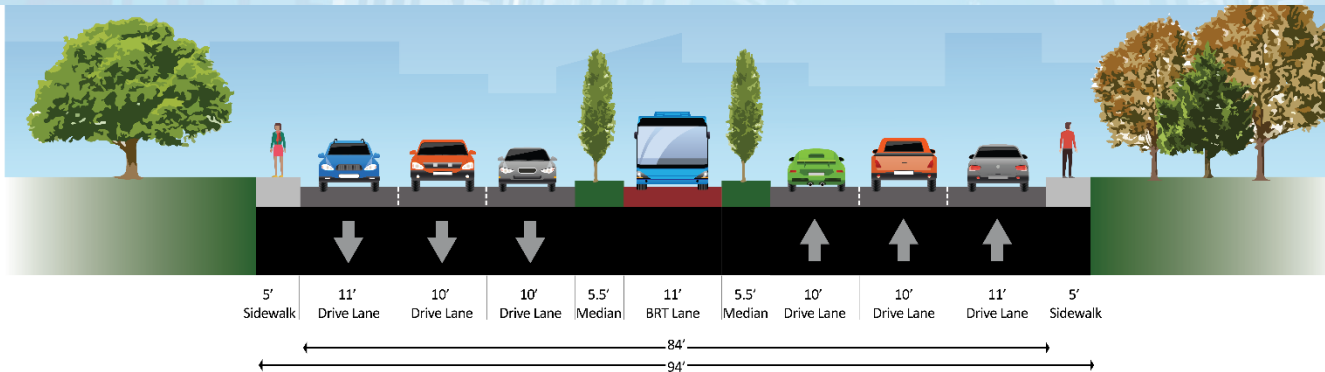 5’ 11’ 10’ 10’ 5.5’ 11’ 5.5’ 10’ 10’ 11’ 5’
Sidewalk Drive Lane Drive Lane Drive Lane Median BRT Lane Median Drive Lane Drive Lane Drive Lane Sidewalk
84’
94’